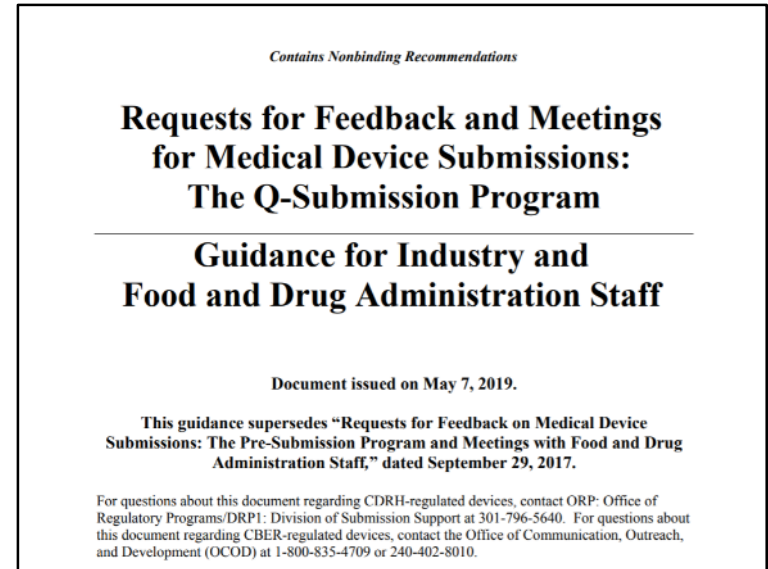 Contains Nonbinding Recommendations
Requests for Feedback and Meetings
for Medical Device Submissions:
The Q-Submission Program
Guidance for Industry and
Food and Drug Administration Staff
Document issued on May 7, 2019.
This guidance supersedes “Requests for Feedback on Medical Device
Submissions: The Pre-Submission Program and Meetings with Food and Drug
Administration Staff,” dated September 29, 2017.
For questions about this document regarding CDRH-regulated devices, contact ORP: Office of
Regulatory Programs/DRP1: Division of Submission Support at 301-796-5640.  For questions about
this document regarding CBER-regulated devices, contact the Office of Communication, Outreach,
and Development (OCOD) at 1-800-835-4709 or 240-402-8010.